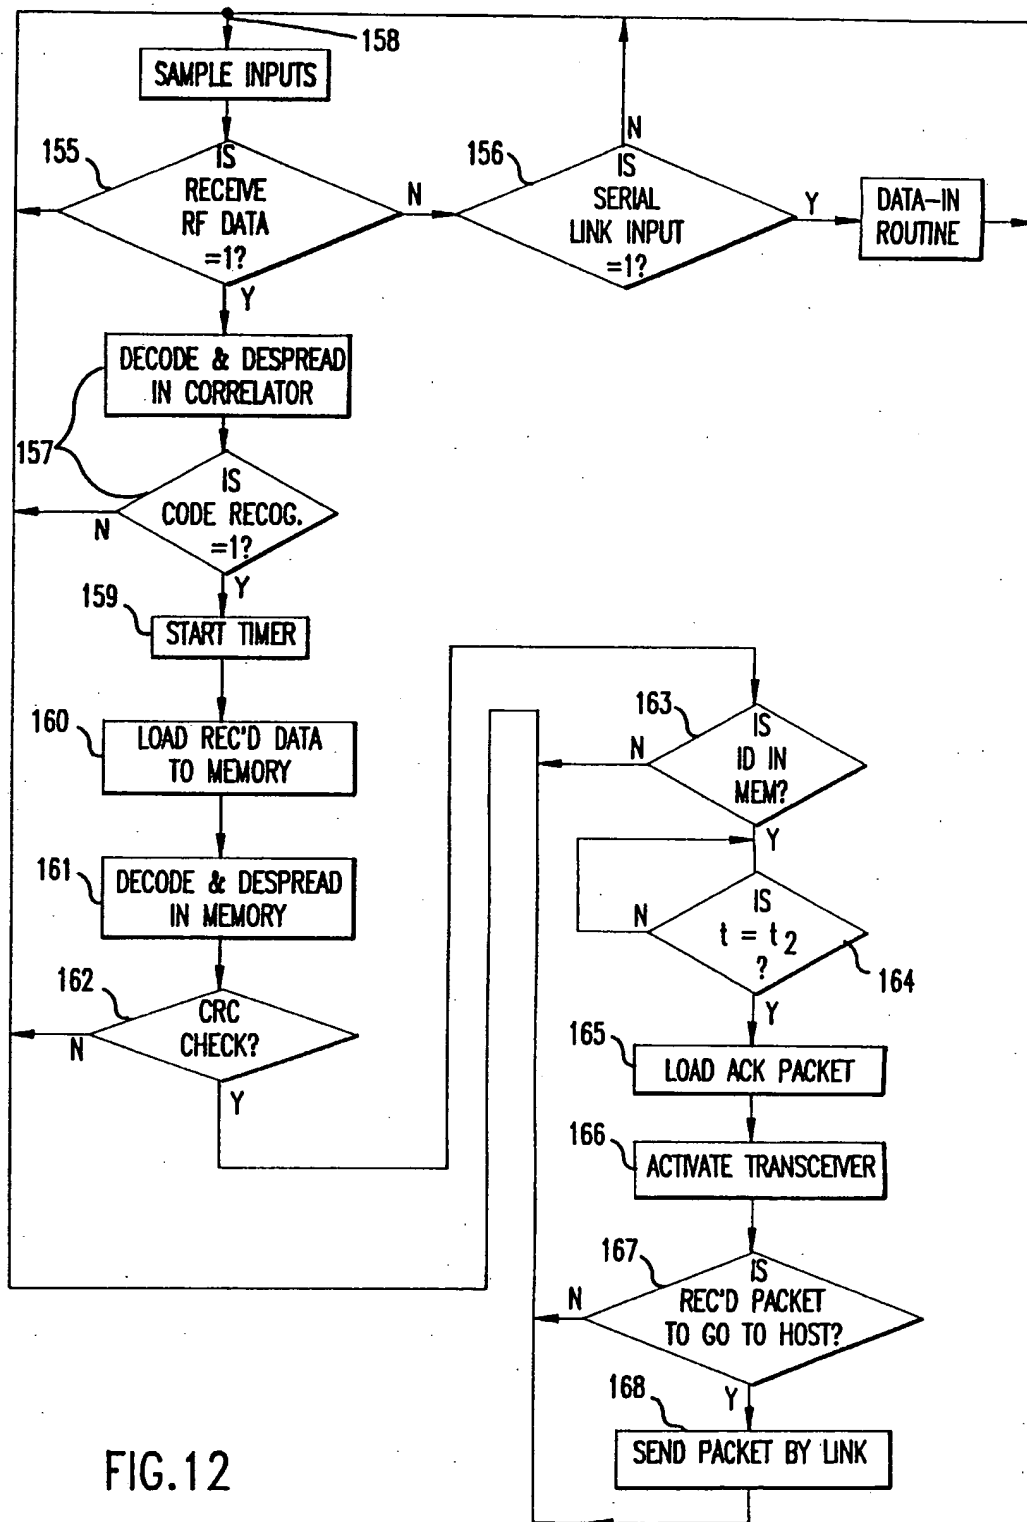 158
SAMPLE INPUTS
155
IS
RECEIVE
RF DATA
=1?
N
Y
156
IS
SERIAL
LINK INPUT
=1?
N
Y
DATA-IN
ROUTINE
DECODE & DESPREAD
IN CORRELATOR
157
IS
CODE RECOG.
=1?
N
Y
159
START TIMER
160
LOAD REC'D DATA
TO MEMORY
161
DECODE & DESPREAD
IN MEMORY
162
CRC
CHECK?
N
Y
163
IS
ID IN
MEM?
N
Y
IS
t = t2
?
N
164
Y
165
LOAD ACK PACKET
166
ACTIVATE TRANSCEIVER
167
IS
REC'D PACKET
TO GO TO HOST?
N
Y
168
SEND PACKET BY LINK
FIG.12